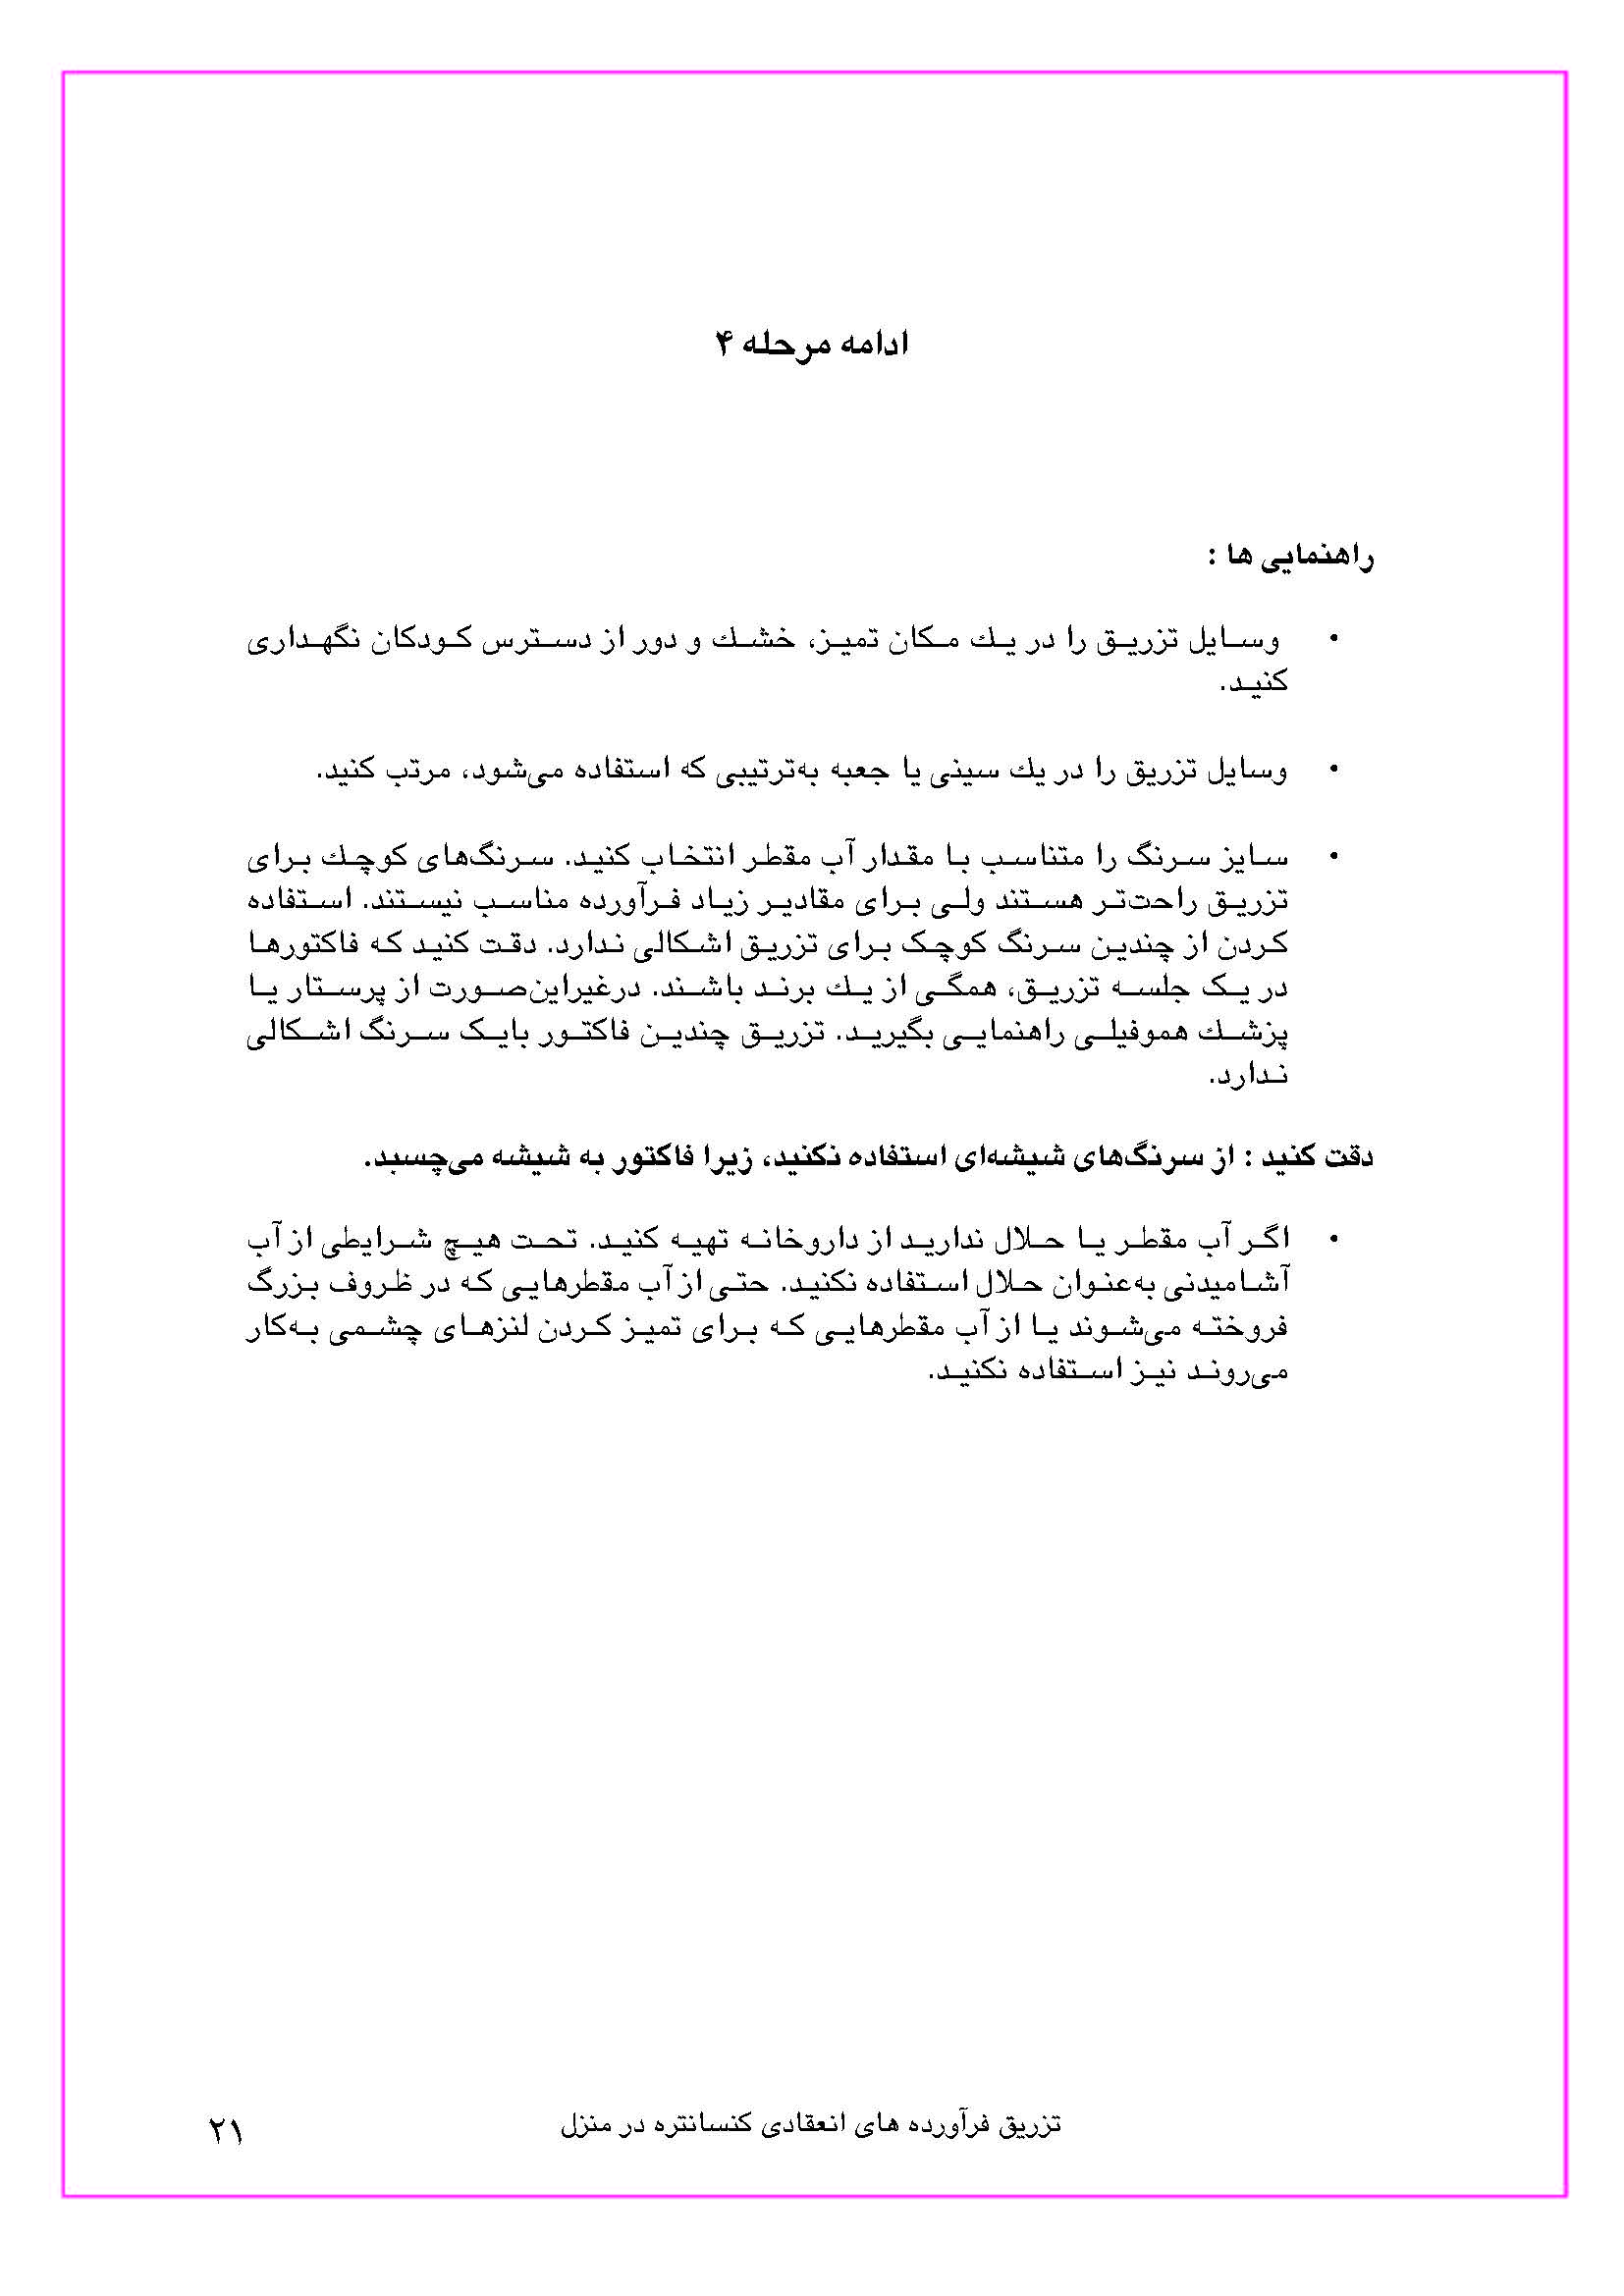 ادامه مرحله ۴
راهنمایی ها :
• وسایل تزریق را در یك مکان تمیز، خشك و دور از دسترس کودکان نگهداری
کنید.
• وسایل تزریق را در یك سینی یا جعبه به‌ترتیبی که استفاده می‌شود، مرتب کنید.
• سایز سرنگ را متناسب با مقدار آب مقطر انتخاب کنید. سرنگ‌های کوچك برای
تزریق راحت‌تر هستند ولی برای مقادیر زیاد فرآورده مناسب نیستند. استفاده
کردن از چندین سرنگ کوچک برای تزریق اشکالی ندارد. دقت کنید که فاکتورها
در یک جلسه تزریق، همگی از یك برند باشند. درغیراین‌صورت از پرستار یا
پزشك هموفیلی راهنمایی بگیرید. تزریق چندین فاکتور بایک سرنگ اشکالی
ندارد.
دقت کنید : از سرنگ‌های شیشه‌ای استفاده نکنید، زیرا فاکتور به شیشه می‌چسبد.
• اگر آب مقطر یا حلال ندارید از داروخانه تهیه کنید. تحت هیچ شرایطی از آب
آشامیدنی به‌عنوان حلال استفاده نکنید. حتی از آب مقطرهایی که در ظروف بزرگ
فروخته می‌شوند یا از آب مقطرهایی که برای تمیز کردن لنزهای چشمی به‌کار
می‌روند نیز استفاده نکنید.
تزریق فرآورده های انعقادی کنسانتره در منزل
۲۱